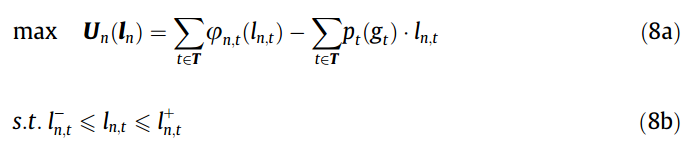 max U_n(l_n) = ∑_{t∈T} φ_{n,t}(l_{n,t}) − ∑_{t∈T} p_t(g_t) · l_{n,t} (8a)
s.t. l^−_{n,t} ⩽ l_{n,t} ⩽ l^+_{n,t} (8b)